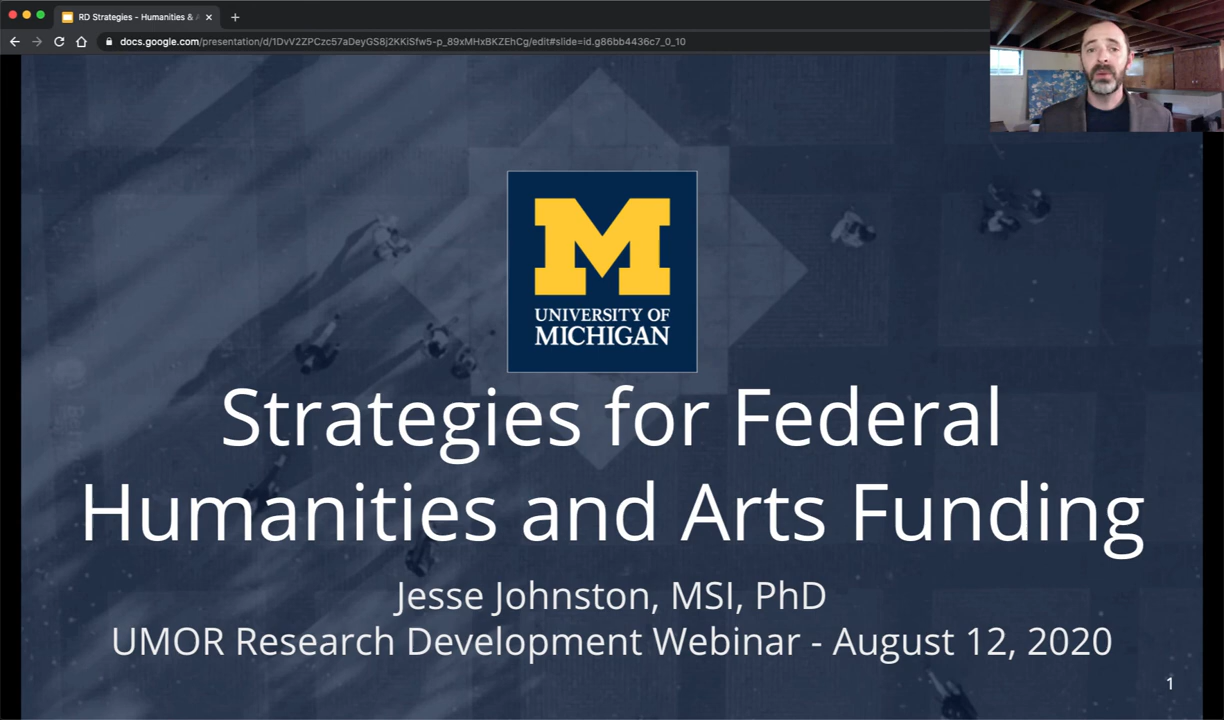 RD Strategies - Humanities & A
docs.google.com/presentation/d/1DvV2ZPCzc57aDeyGS8j2KKiSfw5-p_89xMHxBKZEhCg/edit#slide=id.g86bb4436c7_0_10
UNIVERSITY OF
MICHIGAN
Strategies for Federal
Humanities and Arts Funding
Jesse Johnston, MSI, PhD
UMOR Research Development Webinar - August 12, 2020
1